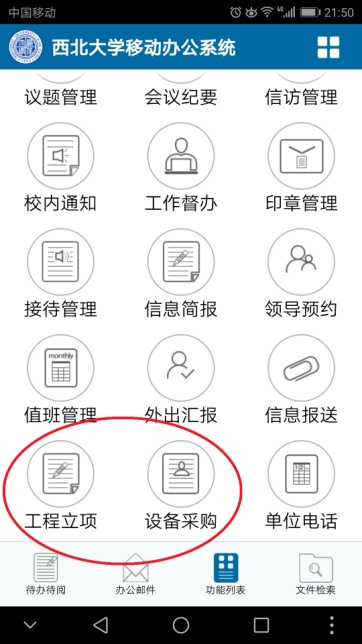 中国移动 4G 21:50
西北大学移动办公系统
议题管理 会议纪要 信访管理
校内通知 工作督办 印章管理
接待管理 信息简报 领导预约
monthly
值班管理 外出汇报 信息报送
工程立项 设备采购 单位电话
待办待阅 办公邮件 功能列表 文件检索